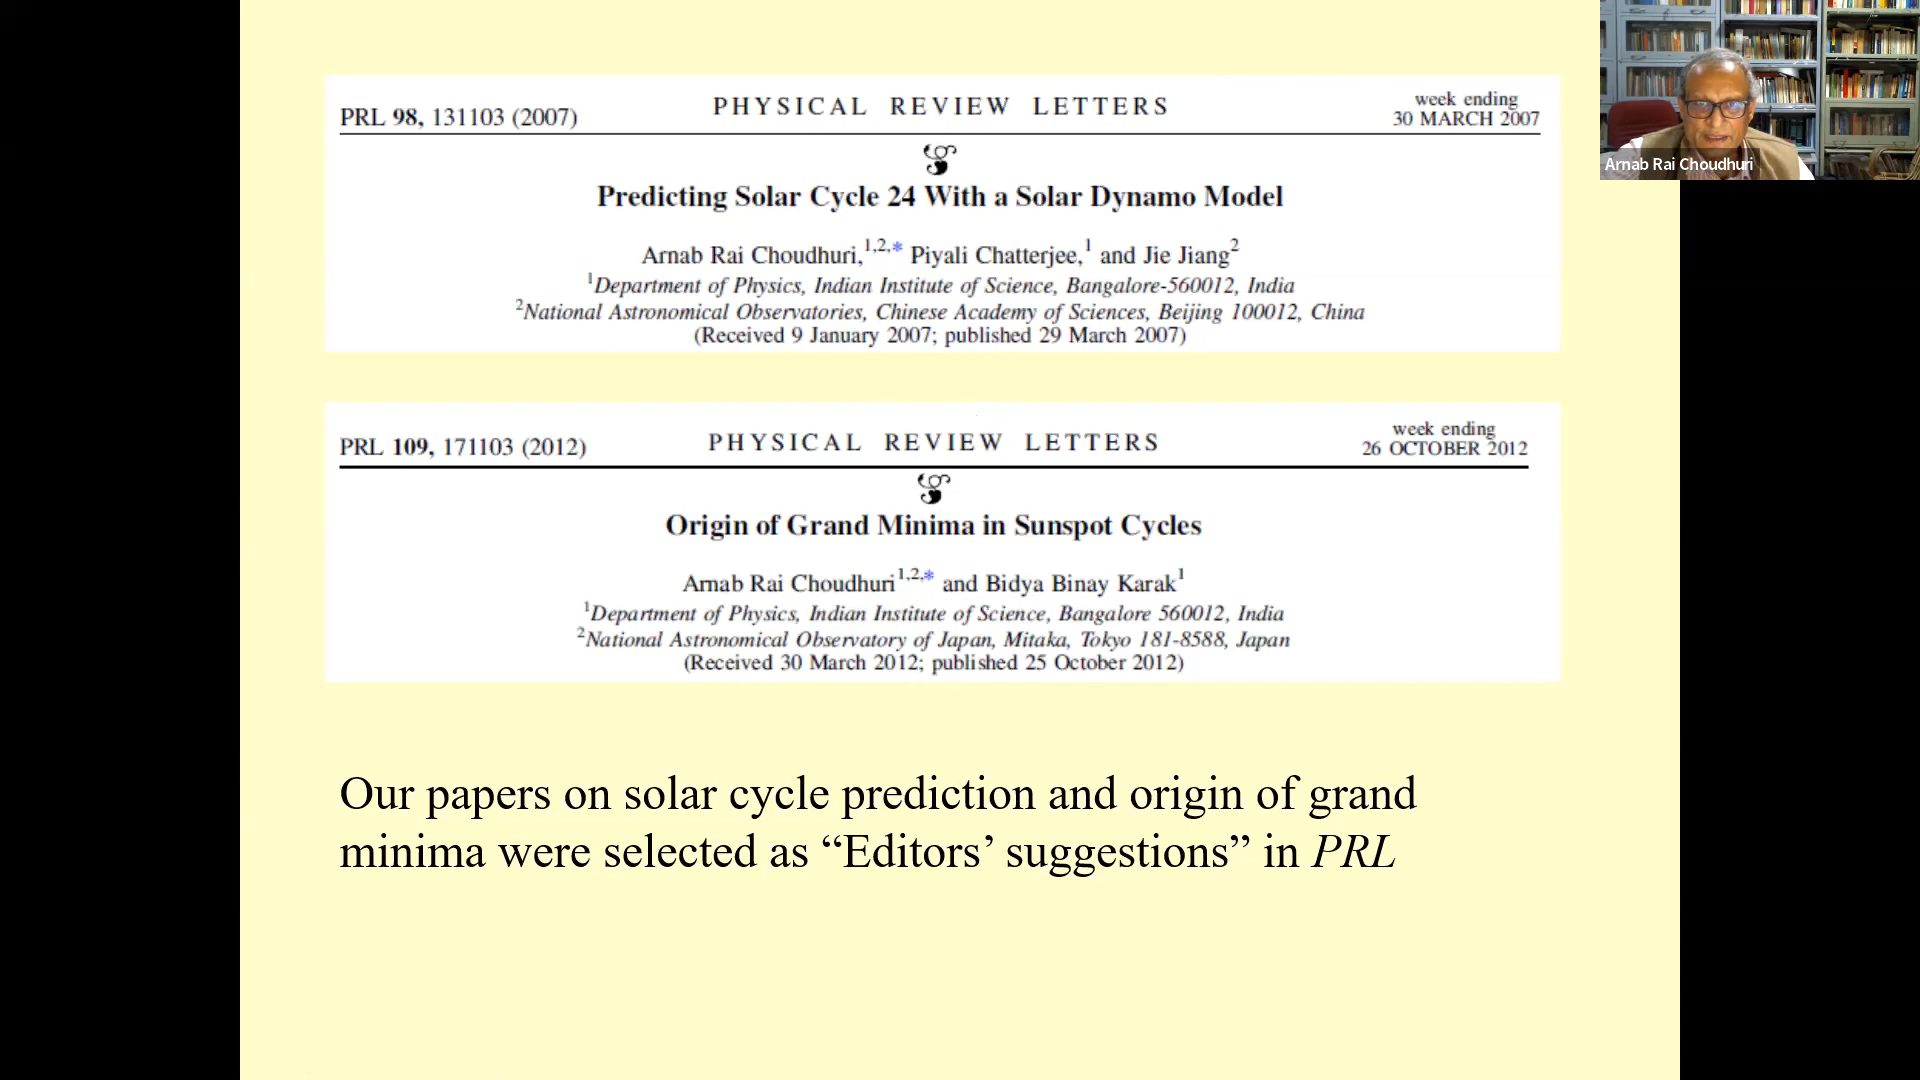 PRL 98, 131103 (2007)
PHYSICAL REVIEW LETTERS
week ending
30 MARCH 2007
Predicting Solar Cycle 24 With a Solar Dynamo Model
Arnab Rai Choudhuri,1,2,* Piyali Chatterjee,1 and Jie Jiang2
1Department of Physics, Indian Institute of Science, Bangalore-560012, India
2National Astronomical Observatories, Chinese Academy of Sciences, Beijing 100012, China
(Received 9 January 2007; published 29 March 2007)
PRL 109, 171103 (2012)
PHYSICAL REVIEW LETTERS
week ending
26 OCTOBER 2012
Origin of Grand Minima in Sunspot Cycles
Arnab Rai Choudhuri1,2,* and Bidya Binay Karak1
1Department of Physics, Indian Institute of Science, Bangalore 560012, India
2National Astronomical Observatory of Japan, Mitaka, Tokyo 181-8588, Japan
(Received 30 March 2012; published 25 October 2012)
Our papers on solar cycle prediction and origin of grand
minima were selected as “Editors’ suggestions” in PRL
Arnab Rai Choudhuri